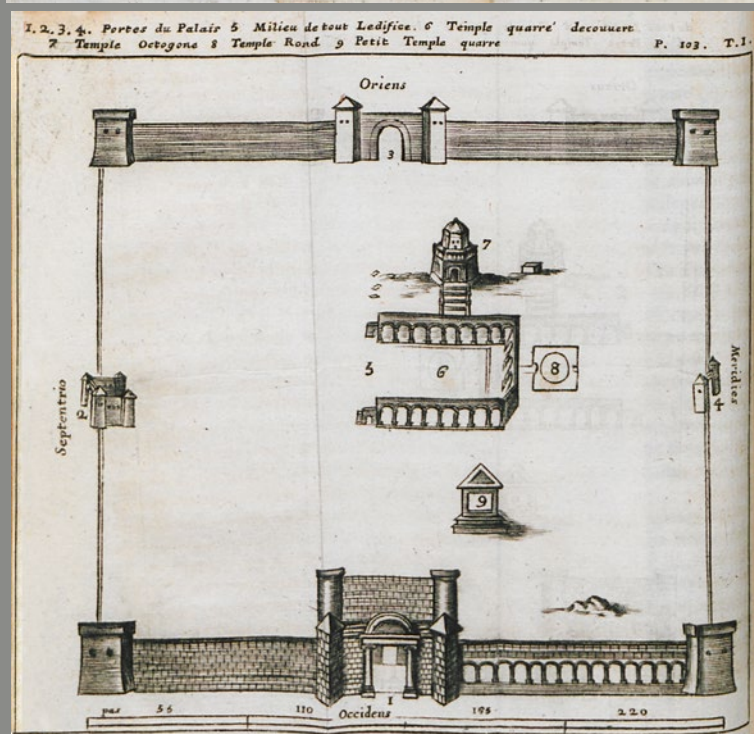 1. 2. 3. 4. Portes du Palais 5 Milieu de tout Ledifice. 6 Temple quarré decouuert
7 Temple Octogone 8 Temple Rond 9 Petit Temple quarre P. 103. T. I.
Oriens
3
7
5
6
8
Septentrio
2
Meridies
4
9
1
pas 55 110 Occidens 195 220